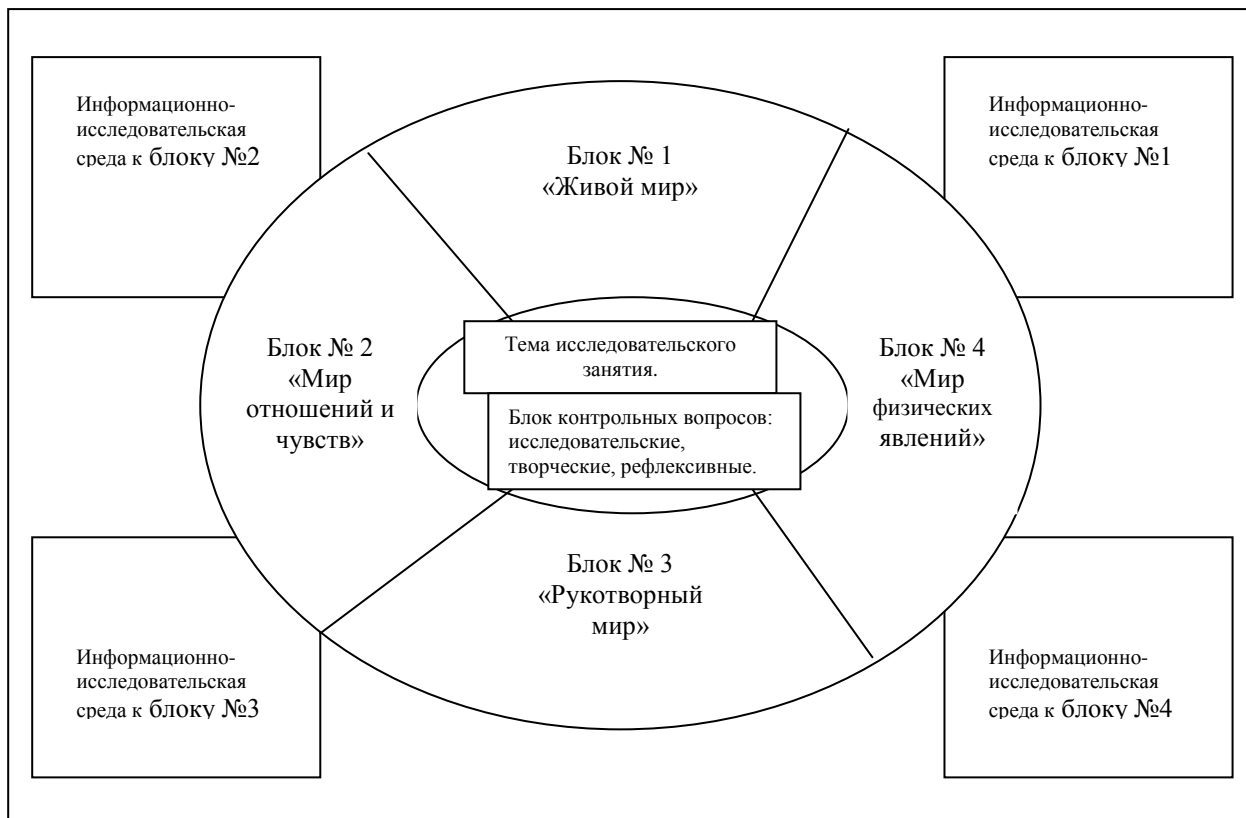 Информационно-
исследовательская
среда к блоку №2
Информационно-
исследовательская
среда к блоку №1
Блок № 1
«Живой мир»
Блок № 2
«Мир
отношений и
чувств»
Тема исследовательского
занятия.
Блок контрольных вопросов:
исследовательские,
творческие, рефлексивные.
Блок № 4
«Мир
физических
явлений»
Блок № 3
«Рукотворный
мир»
Информационно-
исследовательская
среда к блоку №3
Информационно-
исследовательская
среда к блоку №4